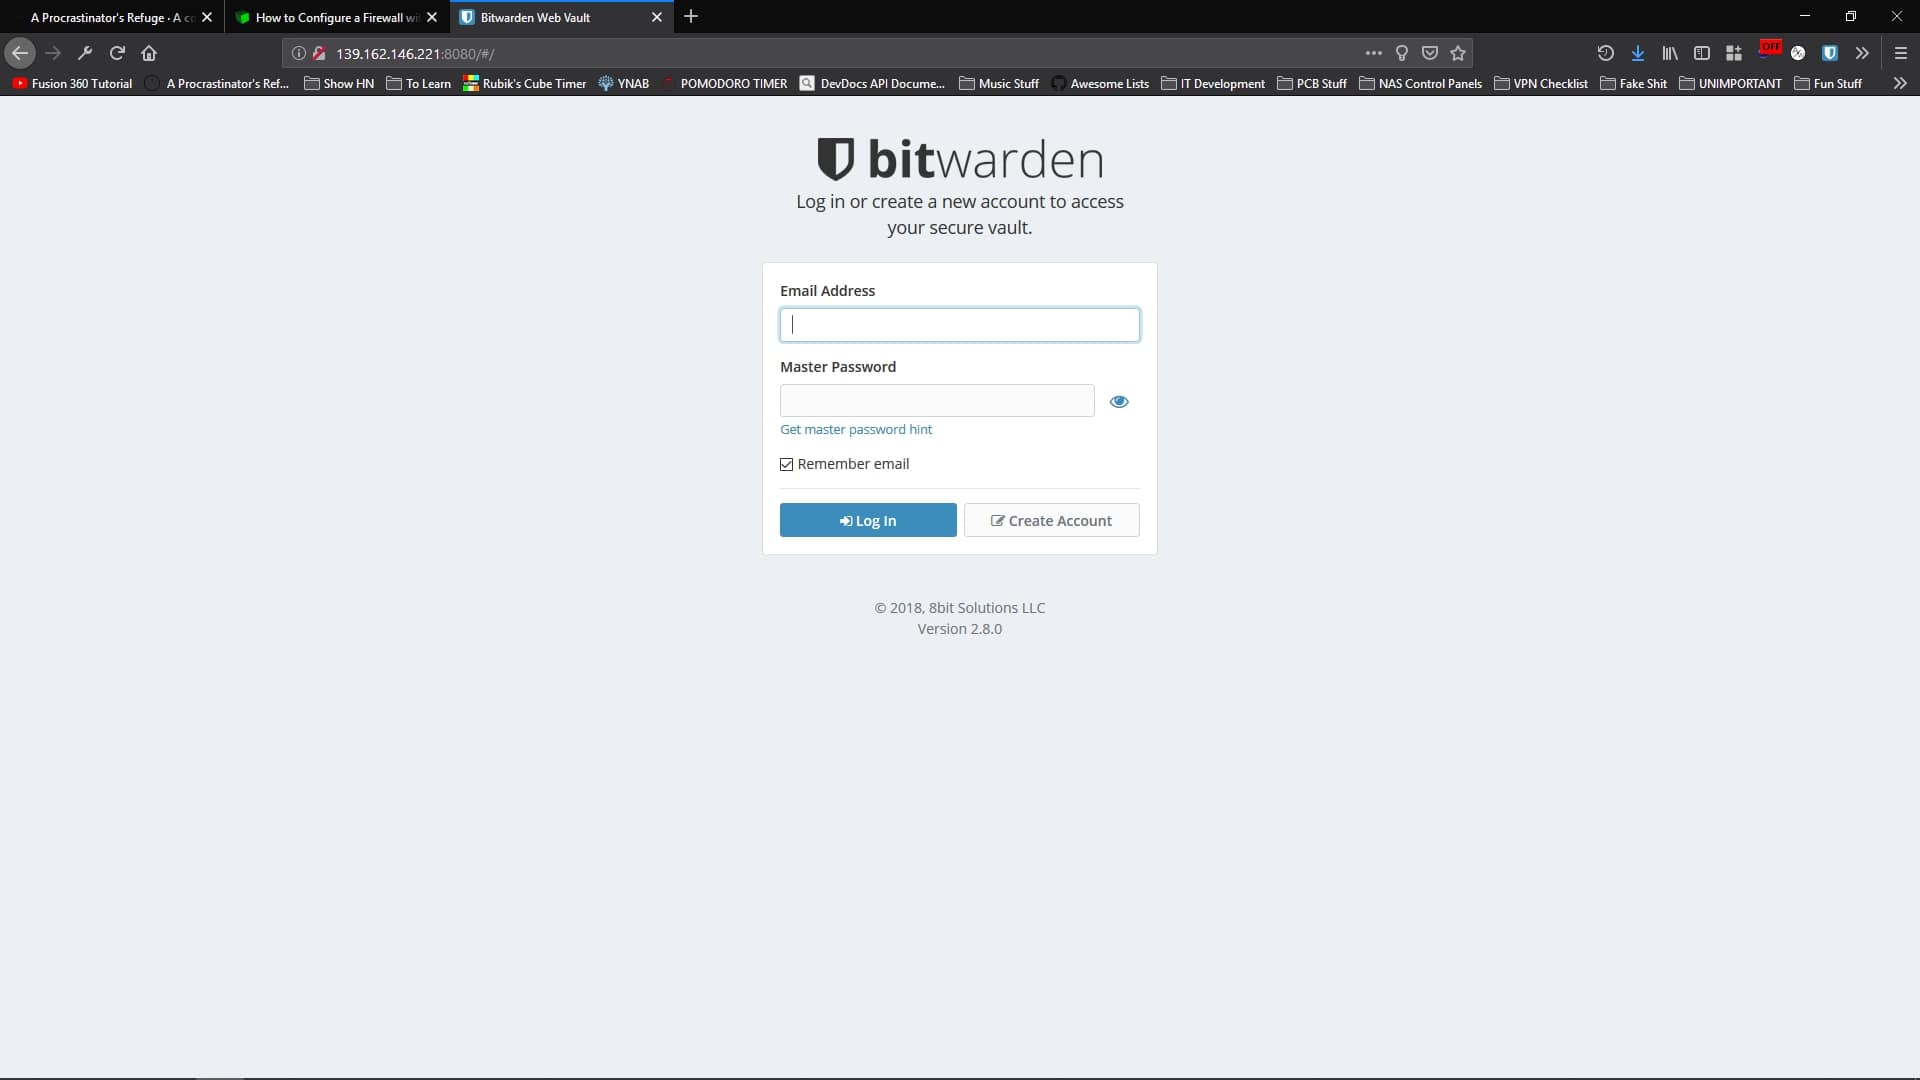 A Procrastinator's Refuge · A co
How to Configure a Firewall wi
Bitwarden Web Vault
139.162.146.221:8080/#/
OFF
Fusion 360 Tutorial
A Procrastinator's Ref...
Show HN
To Learn
Rubik's Cube Timer
YNAB
POMODORO TIMER
DevDocs API Docume...
Music Stuff
Awesome Lists
IT Development
PCB Stuff
NAS Control Panels
VPN Checklist
Fake Shit
UNIMPORTANT
Fun Stuff
bitwarden
Log in or create a new account to access
your secure vault.
Email Address
Master Password
Get master password hint
Remember email
Log In
Create Account
© 2018, 8bit Solutions LLC
Version 2.8.0